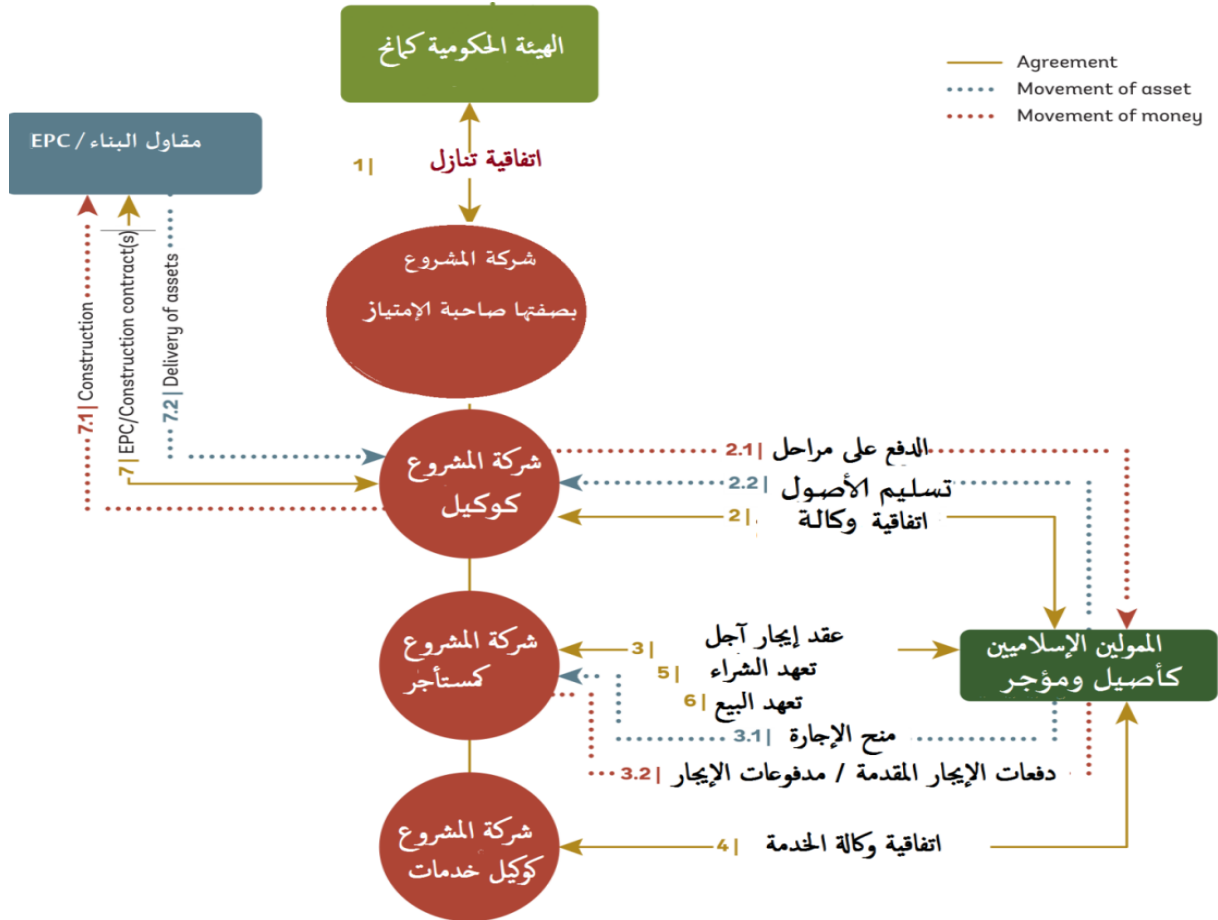 الهيئة الحكومية كمانح
Agreement
Movement of asset
Movement of money
مقاول البناء / EPC
1| اتفاقية تنازل
شركة المشروع
بصفتها صاحبة الإمتياز
7.1 | Construction
7 | EPC/Construction contract(s)
7.2 | Delivery of assets
شركة المشروع
كوكيل
2.1| الدفع على مراحل
2.2| تسليم الأصول
2| اتفاقية وكالة
شركة المشروع
كمستأجر
3| عقد إيجار آجل
5| تعهد الشراء
6| تعهد البيع
3.1| منح الإجارة
3.2| دفعات الإيجار المقدمة / مدفوعات الإيجار
الممولين الإسلاميين
كأصيل ومؤجر
شركة المشروع
كوكيل خدمات
4| اتفاقية وكالة الخدمة